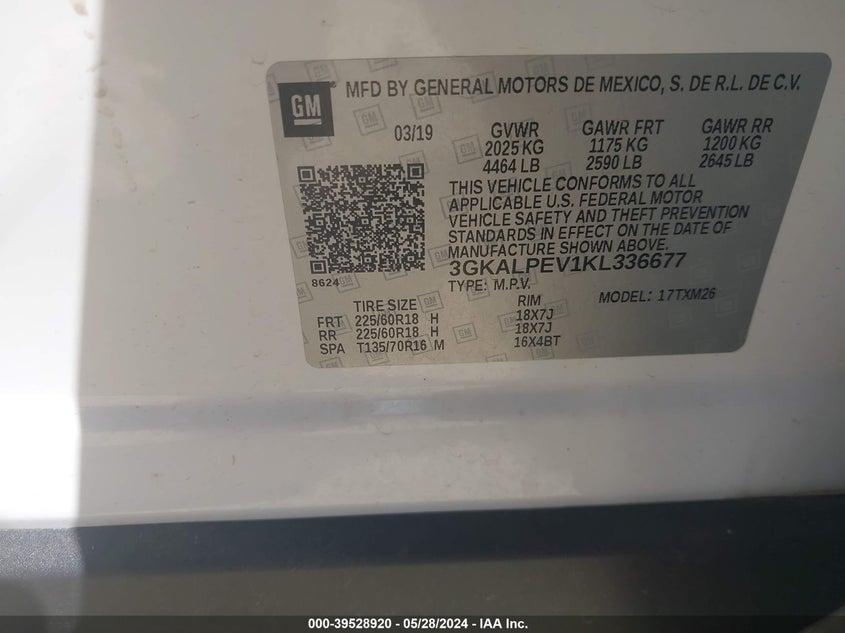 GM
MFD BY GENERAL MOTORS DE MEXICO, S. DE R.L. DE C.V.
03/19 GVWR GAWR FRT GAWR RR
2025 KG 1175 KG 1200 KG
4464 LB 2590 LB 2645 LB
THIS VEHICLE CONFORMS TO ALL
APPLICABLE U.S. FEDERAL MOTOR
VEHICLE SAFETY AND THEFT PREVENTION
STANDARDS IN EFFECT ON THE DATE OF
MANUFACTURE SHOWN ABOVE.
8624 3GKALPEV1KL336677
TYPE: M.P.V. MODEL: 17TXM26
TIRE SIZE RIM
FRT 225/60R18 H 18X7J
RR 225/60R18 H 18X7J
SPA T135/70R16 M 16X4BT
000-39528920 / 05/28/2024 / IAA Inc.